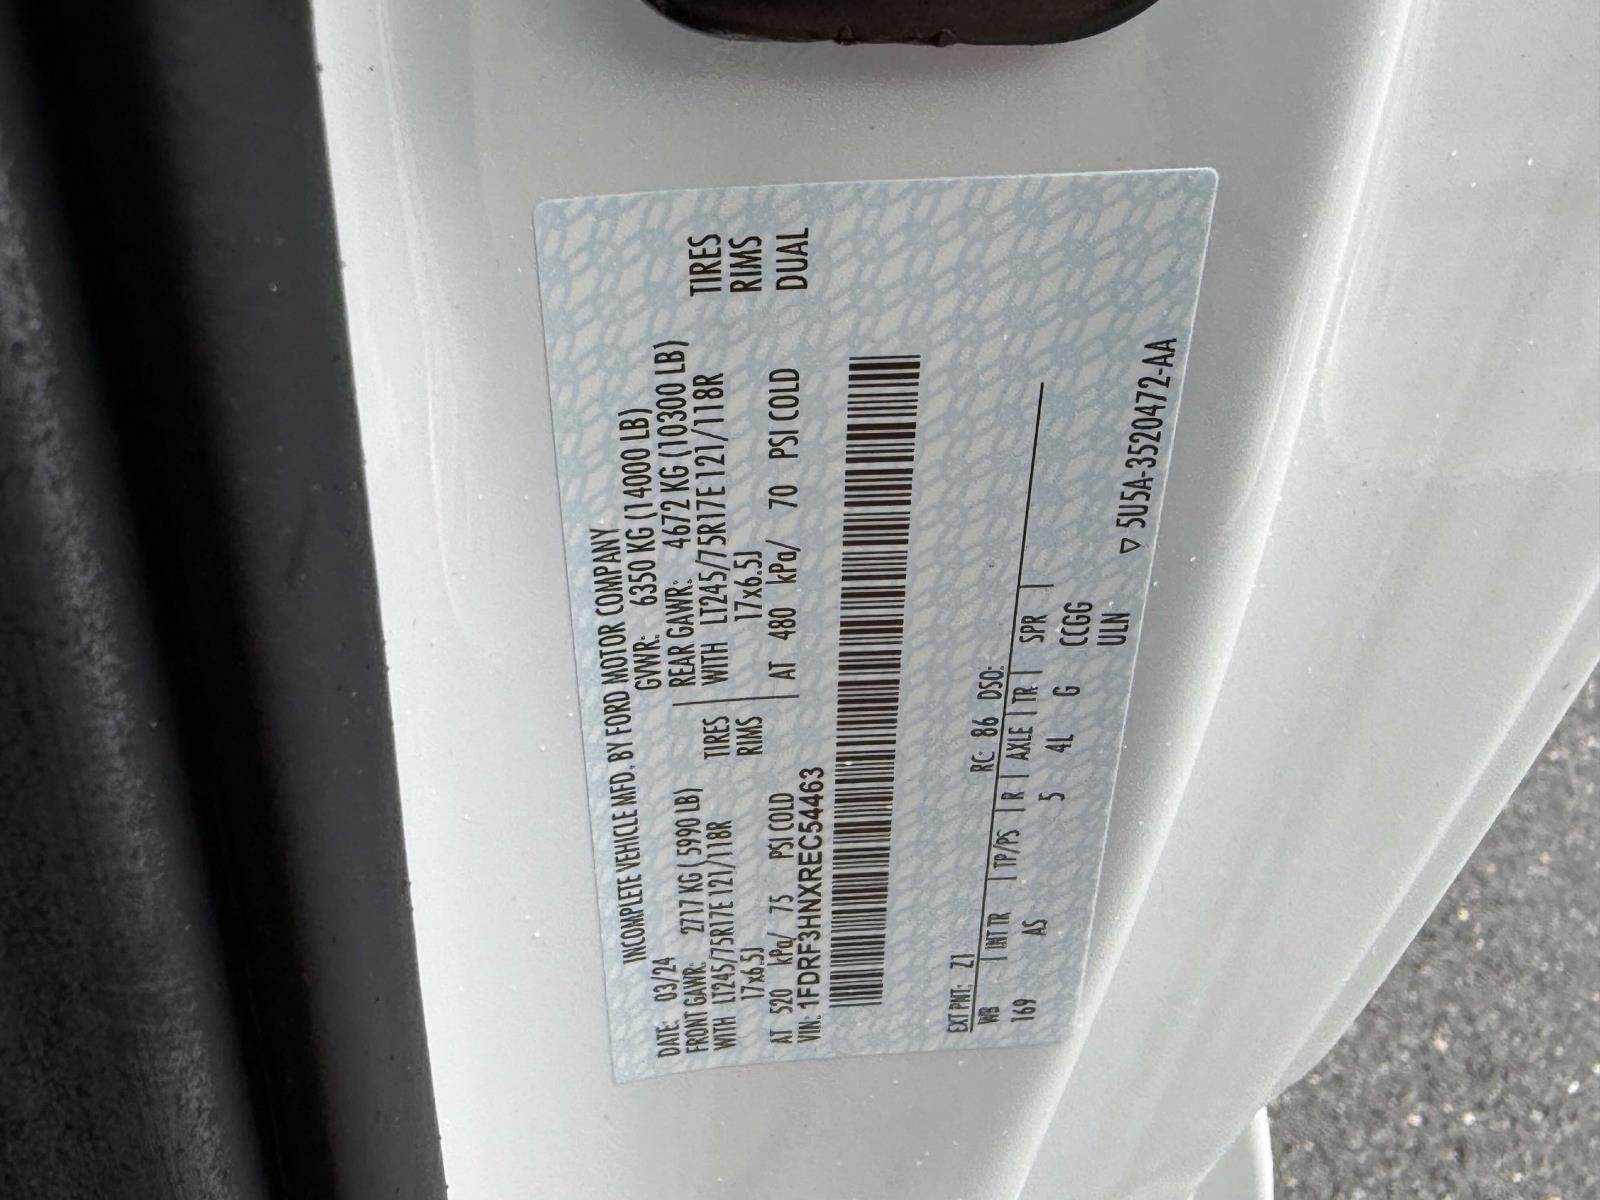 INCOMPLETE VEHICLE MFD. BY FORD MOTOR COMPANY
DATE: 03/24 GVWR: 6350 KG (14000 LB)
FRONT GAWR: 2717 KG (5990 LB) REAR GAWR: 4672 KG (10300 LB)
WITH LT245/75R17E 121/118R TIRES WITH LT245/75R17E 121/118R TIRES
17x6.5J RIMS 17x6.5J RIMS
AT 520 kPa/ 75 PSI COLD AT 480 kPa/ 70 PSI COLD DUAL
VIN: 1FDRF3HNXREC54463
EXT PNT: Z1 RC: 86 DSO:
WB INT TR TP/PS R AXLE TR SPR
169 AS 5 4L G CCGG
ULN
▽ 5U5A-3520472-AA